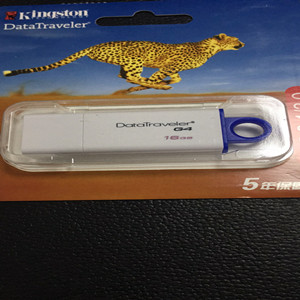 Kingston
DataTraveler
DataTraveler®
G4
16GB
5年保